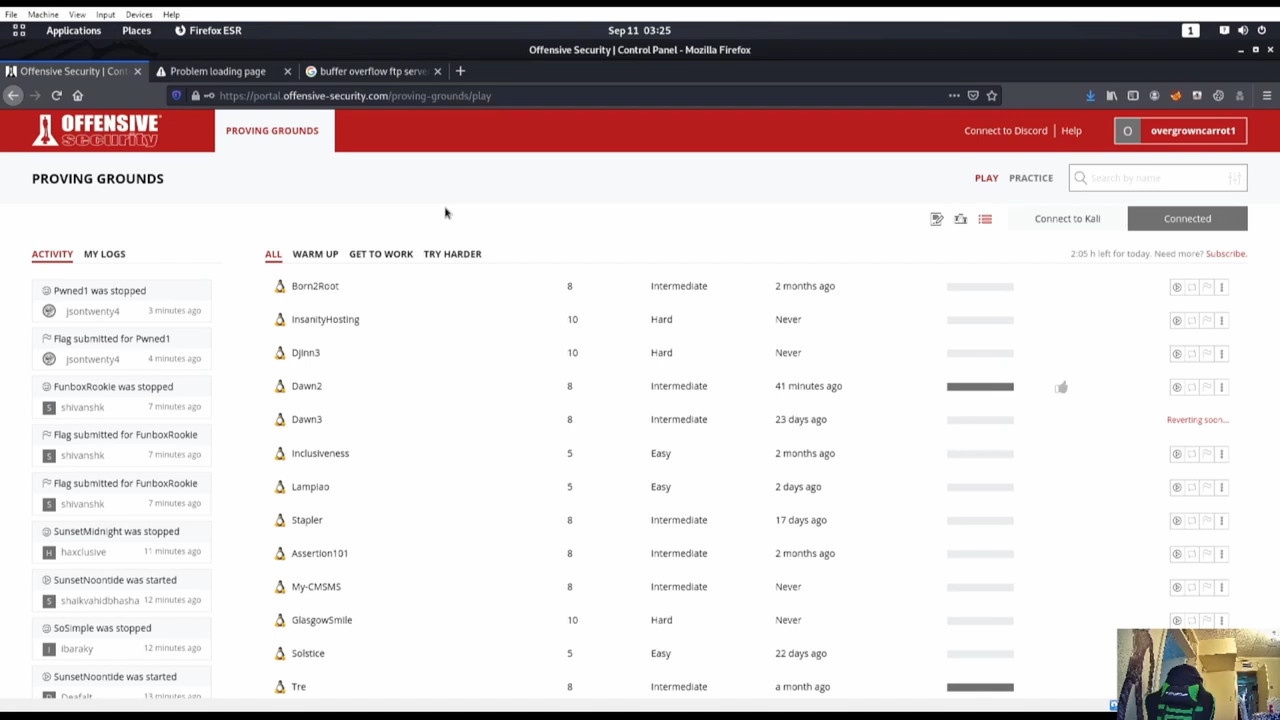 File Machine View Input Devices Help
Applications Places Firefox ESR Sep 11 03:25 1
Offensive Security | Control Panel - Mozilla Firefox
Offensive Security | Cont Problem loading page buffer overflow ftp serve
https://portal.offensive-security.com/proving-grounds/play
OFFENSIVE security PROVING GROUNDS Connect to Discord | Help O overgrowncarrot1
PROVING GROUNDS PLAY PRACTICE Search by name
Connect to Kali Connected
ACTIVITY MY LOGS
ALL WARM UP GET TO WORK TRY HARDER 2:05 h left for today. Need more? Subscribe.
Pwned1 was stopped
jsontwenty4 3 minutes ago
Flag submitted for Pwned1
jsontwenty4 4 minutes ago
FunboxRookie was stopped
S shivanshk 7 minutes ago
Flag submitted for FunboxRookie
S shivanshk 7 minutes ago
Flag submitted for FunboxRookie
S shivanshk 7 minutes ago
SunsetMidnight was stopped
H haxclusive 11 minutes ago
SunsetNoontide was started
S shaikvahidbhasha 12 minutes ago
SoSimple was stopped
I ibaraky 12 minutes ago
SunsetNoontide was started
D Deafalt 13 minutes ago
Born2Root 8 Intermediate 2 months ago
InsanityHosting 10 Hard Never
Djinn3 10 Hard Never
Dawn2 8 Intermediate 41 minutes ago
Dawn3 8 Intermediate 23 days ago Reverting soon...
Inclusiveness 5 Easy 2 months ago
Lampiao 5 Easy 2 days ago
Stapler 8 Intermediate 17 days ago
Assertion101 8 Intermediate 2 months ago
My-CMSMS 8 Intermediate Never
GlasgowSmile 10 Hard Never
Solstice 5 Easy 22 days ago
Tre 8 Intermediate a month ago